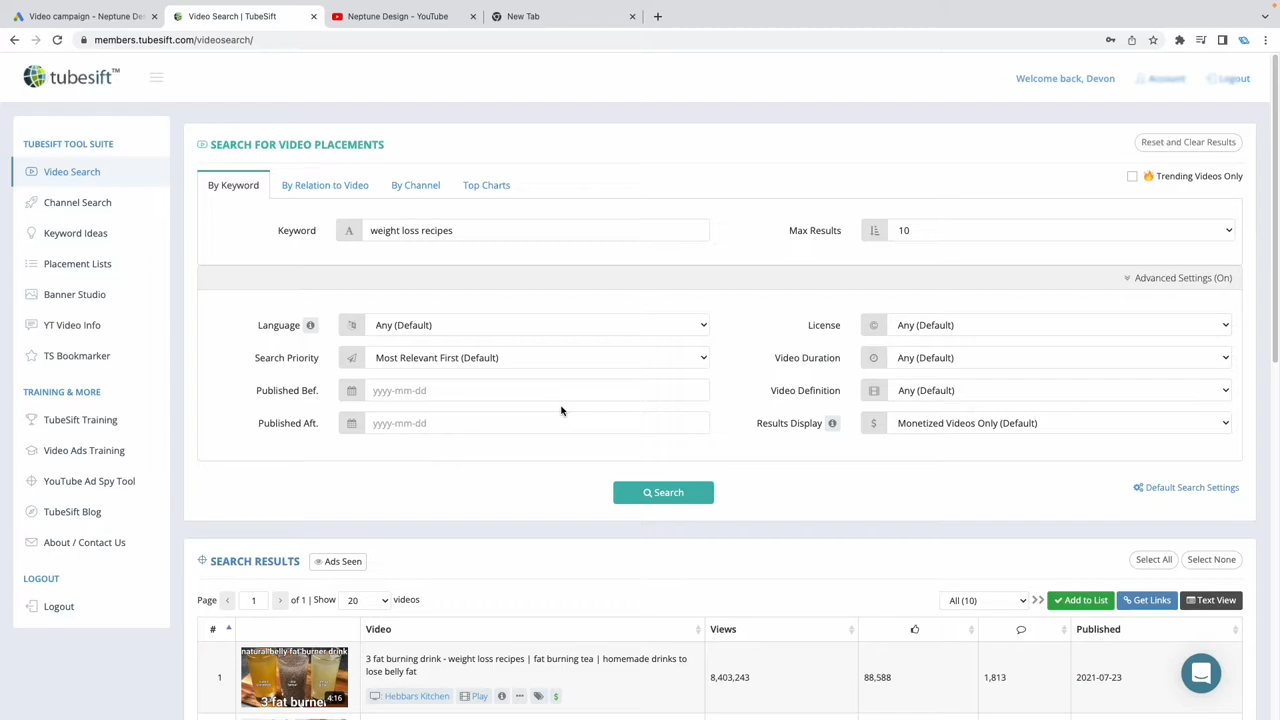 Video campaign - Neptune De
Video Search | TubeSift
Neptune Design - YouTube
New Tab
members.tubesift.com/videosearch/
tubesift™
Welcome back, Devon
Account
Logout
TUBESIFT TOOL SUITE
Video Search
Channel Search
Keyword Ideas
Placement Lists
Banner Studio
YT Video Info
TS Bookmarker
TRAINING & MORE
TubeSift Training
Video Ads Training
YouTube Ad Spy Tool
TubeSift Blog
About / Contact Us
LOGOUT
Logout
SEARCH FOR VIDEO PLACEMENTS
Reset and Clear Results
By Keyword By Relation to Video By Channel Top Charts
Trending Videos Only
Keyword A weight loss recipes Max Results 10
Advanced Settings (On)
Language Any (Default) License Any (Default)
Search Priority Most Relevant First (Default) Video Duration Any (Default)
Published Bef. yyyy-mm-dd Video Definition Any (Default)
Published Aft. yyyy-mm-dd Results Display $ Monetized Videos Only (Default)
Search
Default Search Settings
SEARCH RESULTS Ads Seen Select All Select None
Page < 1 > of 1 | Show 20 videos All (10) Add to List Get Links Text View
# Video Views Published
1
natural belly fat burner drink
3 fat burner
4:16
3 fat burning drink - weight loss recipes | fat burning tea | homemade drinks to
lose belly fat
Hebbars Kitchen Play $
8,403,243 88,588 1,813 2021-07-23